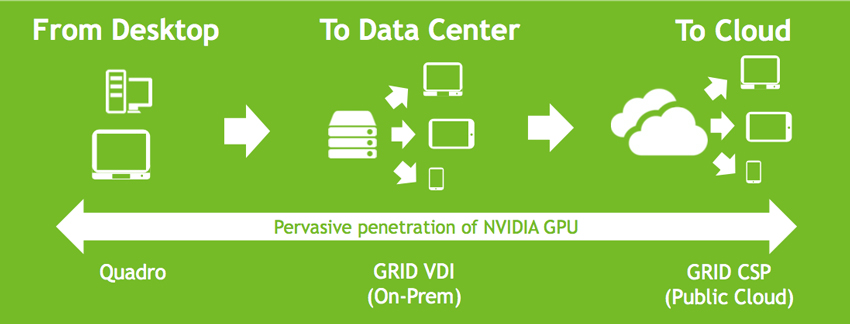 From Desktop
To Data Center
To Cloud
Pervasive penetration of NVIDIA GPU
Quadro
GRID VDI
(On-Prem)
GRID CSP
(Public Cloud)